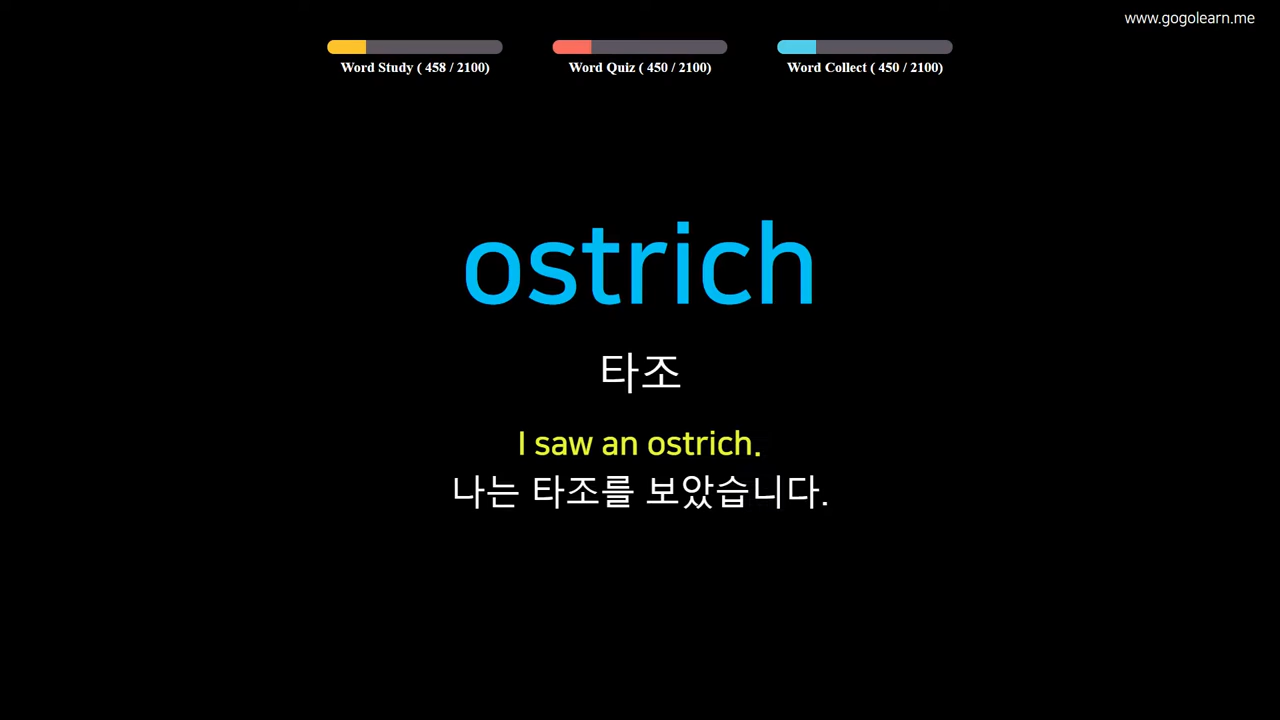 www.gogolearn.me
Word Study ( 458 / 2100)
Word Quiz ( 450 / 2100)
Word Collect ( 450 / 2100)
ostrich
타조
I saw an ostrich.
나는 타조를 보았습니다.